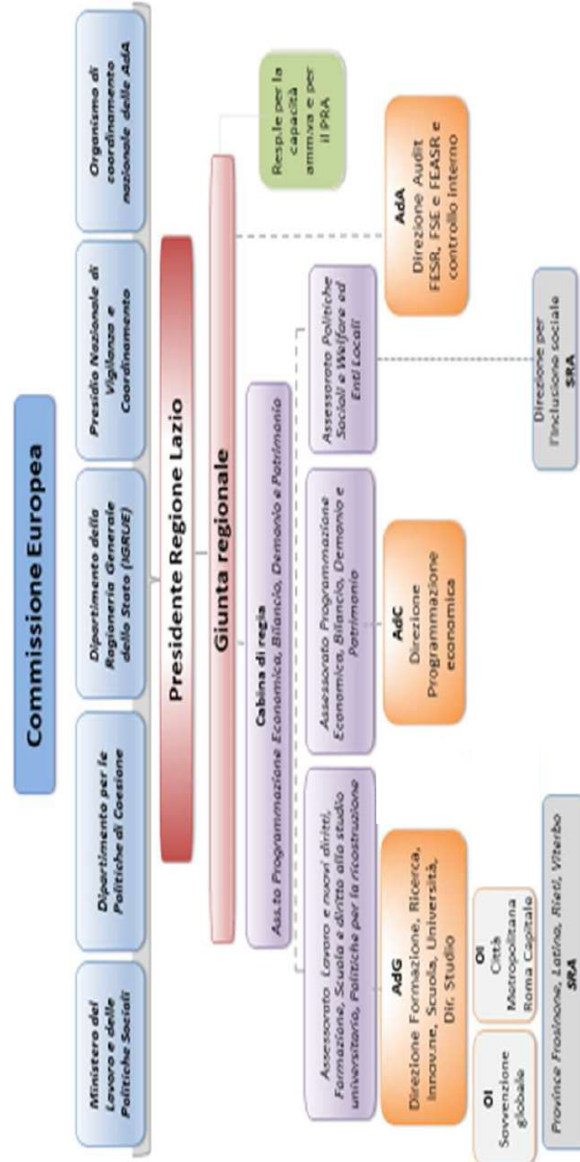 Commissione Europea
Ministero del
Lavoro e delle
Politiche Sociali
Dipartimento per le
Politiche di Coesione
Dipartimento della
Ragioneria Generale
dello Stato (IGRUE)
Presidio Nazionale di
Vigilanza e
Coordinamento
Organismo di
coordinamento
nazionale delle AdA
Presidente Regione Lazio
Giunta regionale
Resp.le per la
capacità
amm.va e per
il PRA
Cabina di regia
Ass.to Programmazione Economica, Bilancio, Demanio e Patrimonio
Assessorato Lavoro e nuovi diritti,
Formazione, Scuola e diritto allo studio
universitario, Politiche per la ricostruzione
Assessorato Programmazione
Economica, Bilancio, Demanio e
Patrimonio
Assessorato Politiche
Sociali e Welfare ed
Enti Locali
AdG
Direzione Formazione, Ricerca,
Innov.ne, Scuola, Università,
Dir. Studio
AdC
Direzione
Programmazione
economica
AdA
Direzione Audit
FESR, FSE e FEASR e
controllo interno
OI
Sovvenzione
globale
OI
Città
Metropolitana
Roma Capitale
Direzione per
l'Inclusione sociale
SRA
Province Frosinone, Latina, Rieti, Viterbo
SRA